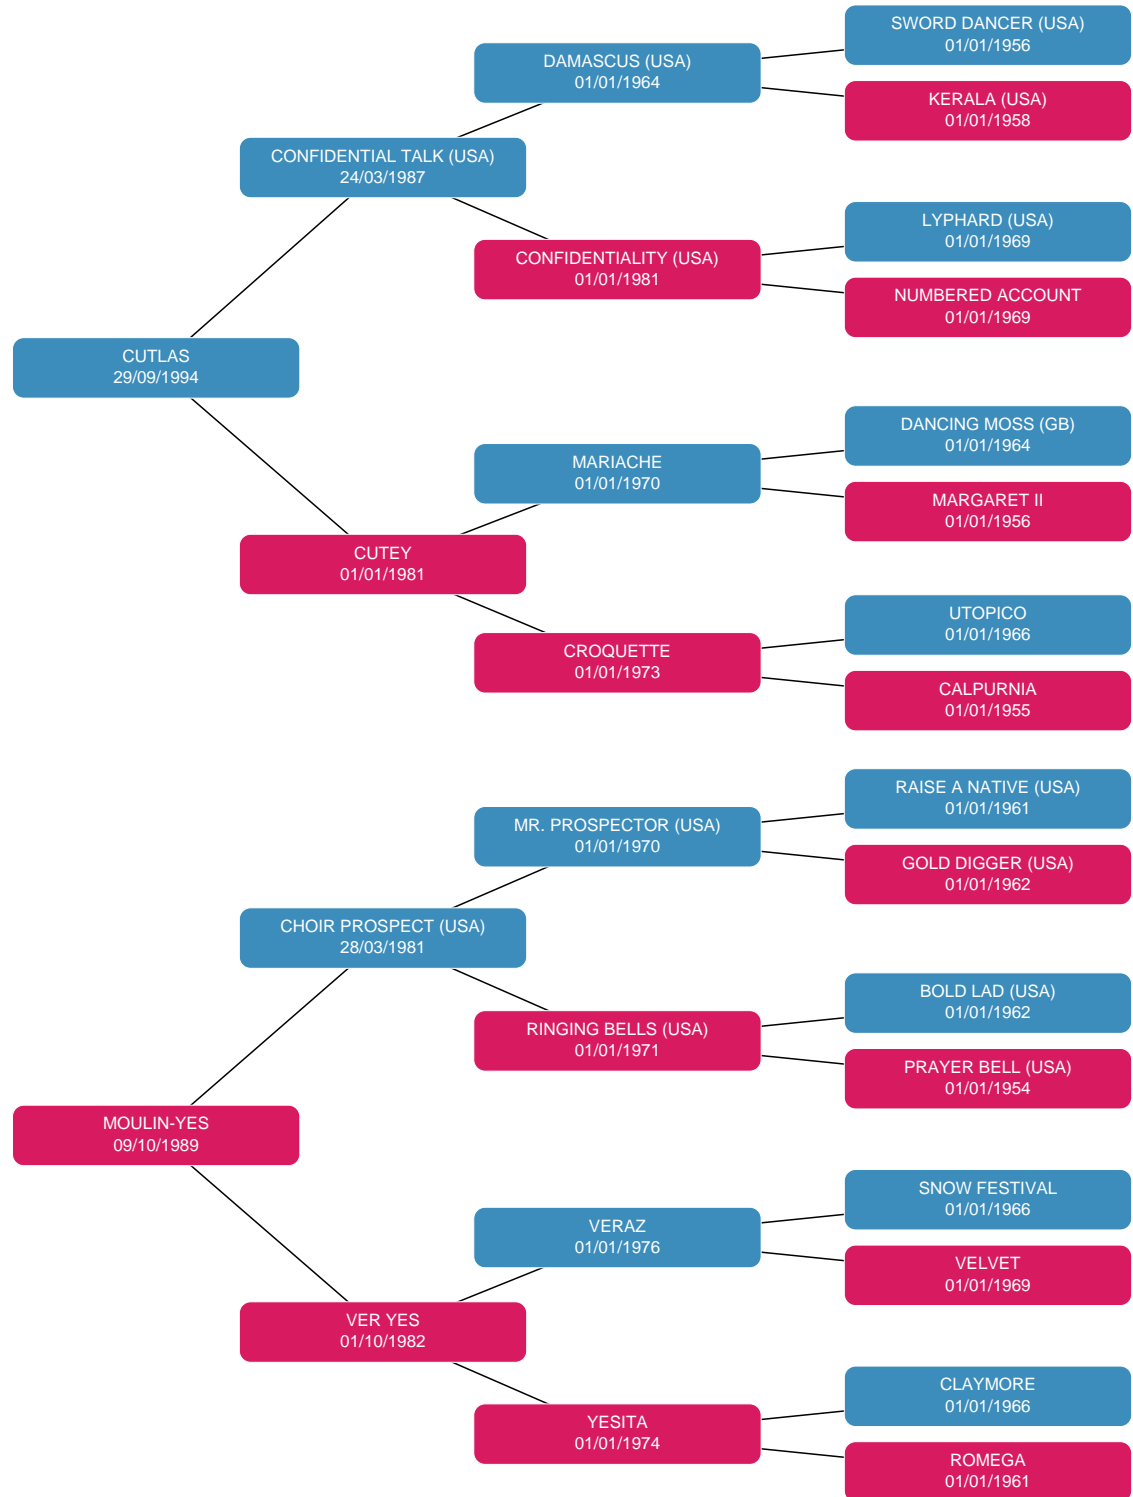 SWORD DANCER (USA)
01/01/1956
DAMASCUS (USA)
01/01/1964
KERALA (USA)
01/01/1958
CONFIDENTIAL TALK (USA)
24/03/1987
LYPHARD (USA)
01/01/1969
CONFIDENTIALITY (USA)
01/01/1981
NUMBERED ACCOUNT
01/01/1969
CUTLAS
29/09/1994
DANCING MOSS (GB)
01/01/1964
MARIACHE
01/01/1970
MARGARET II
01/01/1956
CUTEY
01/01/1981
UTOPICO
01/01/1966
CROQUETTE
01/01/1973
CALPURNIA
01/01/1955
RAISE A NATIVE (USA)
01/01/1961
MR. PROSPECTOR (USA)
01/01/1970
GOLD DIGGER (USA)
01/01/1962
CHOIR PROSPECT (USA)
28/03/1981
BOLD LAD (USA)
01/01/1962
RINGING BELLS (USA)
01/01/1971
PRAYER BELL (USA)
01/01/1954
MOULIN-YES
09/10/1989
SNOW FESTIVAL
01/01/1966
VERAZ
01/01/1976
VELVET
01/01/1969
VER YES
01/10/1982
CLAYMORE
01/01/1966
YESITA
01/01/1974
ROMEGA
01/01/1961